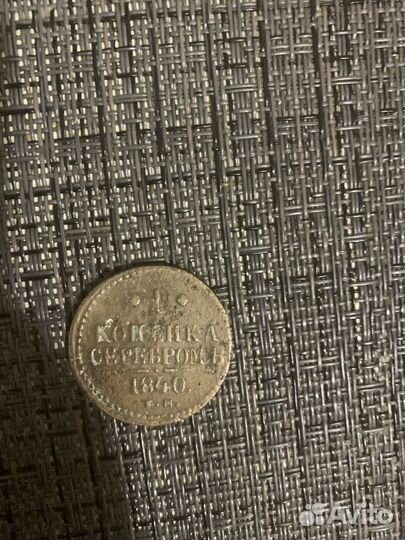 · 1 ·
КОПѢЙКА
СЕРЕБРОМЪ
1840.
Е.М.
Avito